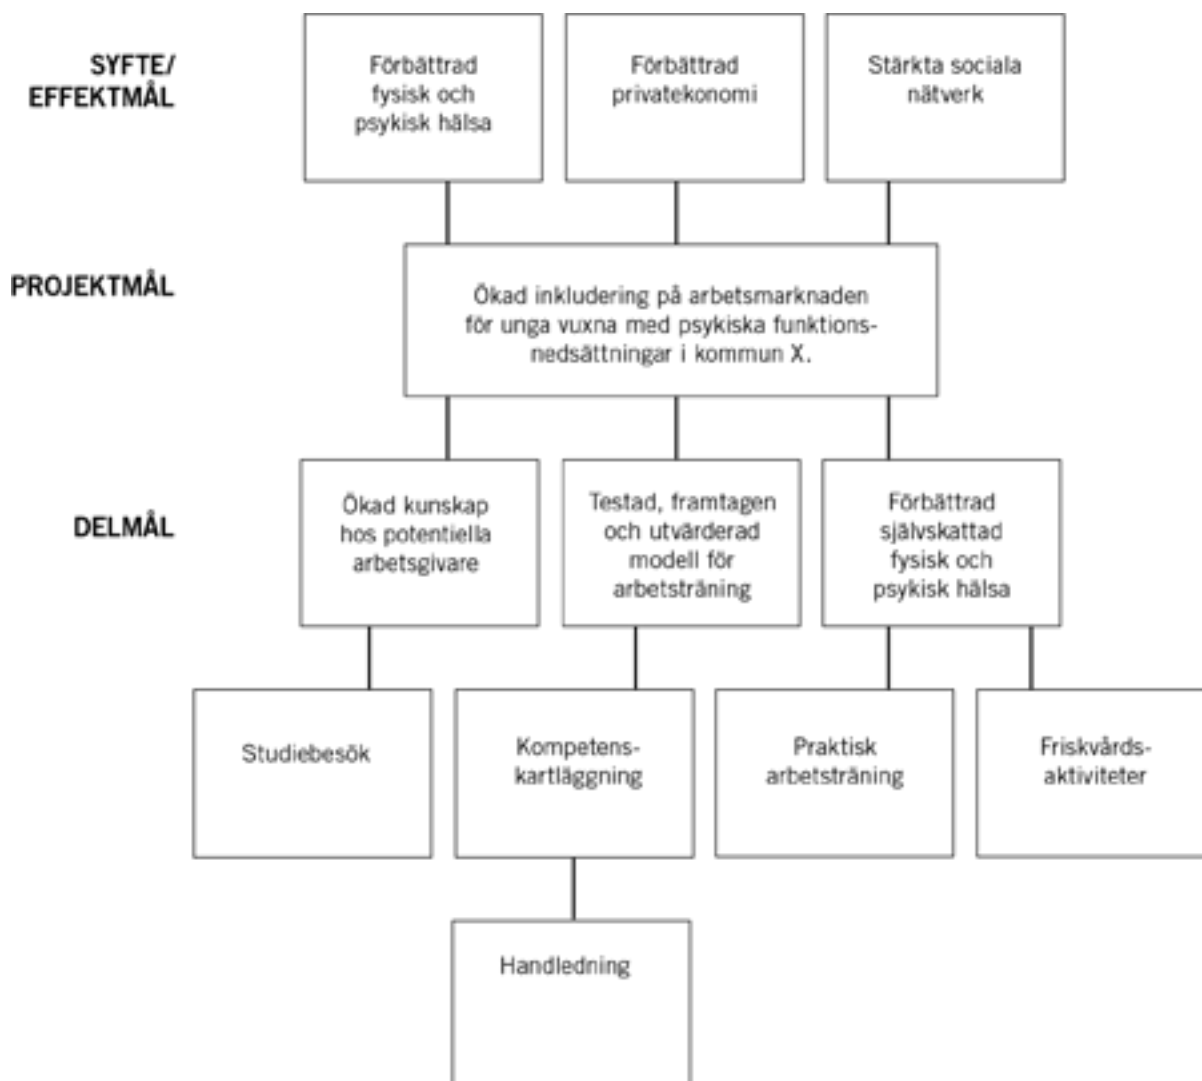 SYFTE/
EFFEKTMÅL
Förbättrad
fysisk och
psykisk hälsa
Förbättrad
privatekonomi
Stärkta sociala
nätverk
PROJEKTMÅL
Ökad inkludering på arbetsmarknaden
för unga vuxna med psykiska funktions-
nedsättningar i kommun X.
DELMÅL
Ökad kunskap
hos potentiella
arbetsgivare
Testad, framtagen
och utvärderad
modell för
arbetsträning
Förbättrad
självskattad
fysisk och
psykisk hälsa
Studiebesök
Kompetens-
kartläggning
Praktisk
arbetsträning
Friskvårds-
aktiviteter
Handledning